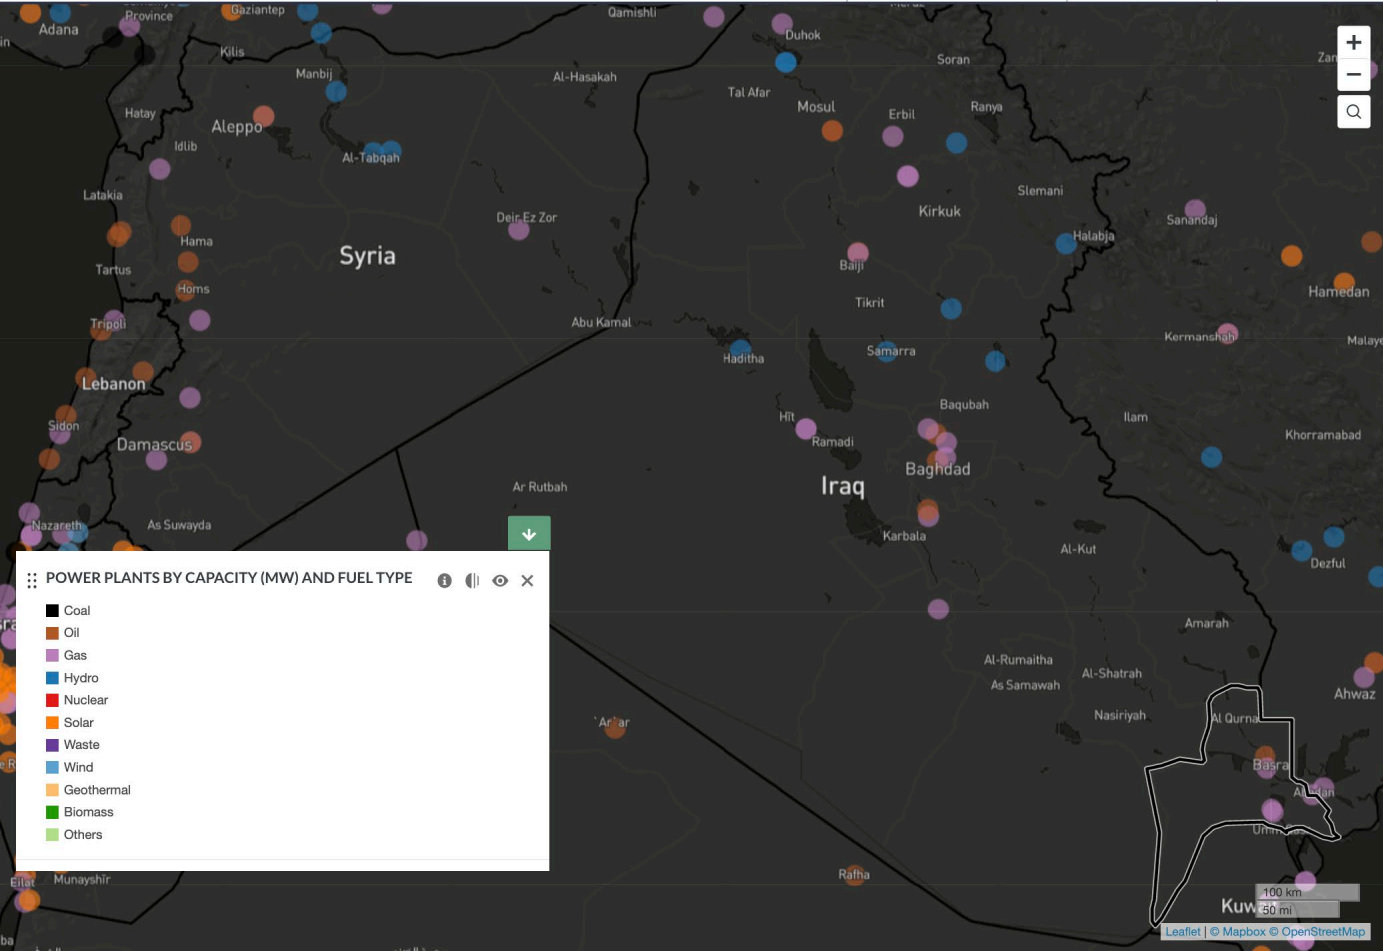 Province
Gaziantep
Qamishli
Adana
Duhok
Kilis
Soran
Manbij
Al-Hasakah
Tal Afar
Mosul
Ranya
Hatay
Erbil
Aleppo
Idlib
Al-Tabqah
Latakia
Slemani
Kirkuk
Sanandaj
Deir Ez Zor
Hama
Halabja
Syria
Baiji
Tartus
Homs
Hamedan
Tikrit
Tripoli
Abu Kamal
Kermanshah
Samarra
Haditha
Lebanon
Baqubah
Hīt
Ilam
Sidon
Ramadi
Khorramabad
Damascus
Baghdad
Iraq
Ar Rutbah
Nazareth
As Suwayda
Karbala
Al-Kut
Dezful
POWER PLANTS BY CAPACITY (MW) AND FUEL TYPE
Coal
Oil
Gas
Hydro
Nuclear
Solar
Waste
Wind
Geothermal
Biomass
Others
Amarah
Al-Rumaitha
As Samawah
Al-Shatrah
Ahwaz
Nasiriyah
Al Qurna
Basra
Rafha
Eilat
Munayshīr
100 km
50 mi
Leaflet | © Mapbox © OpenStreetMap